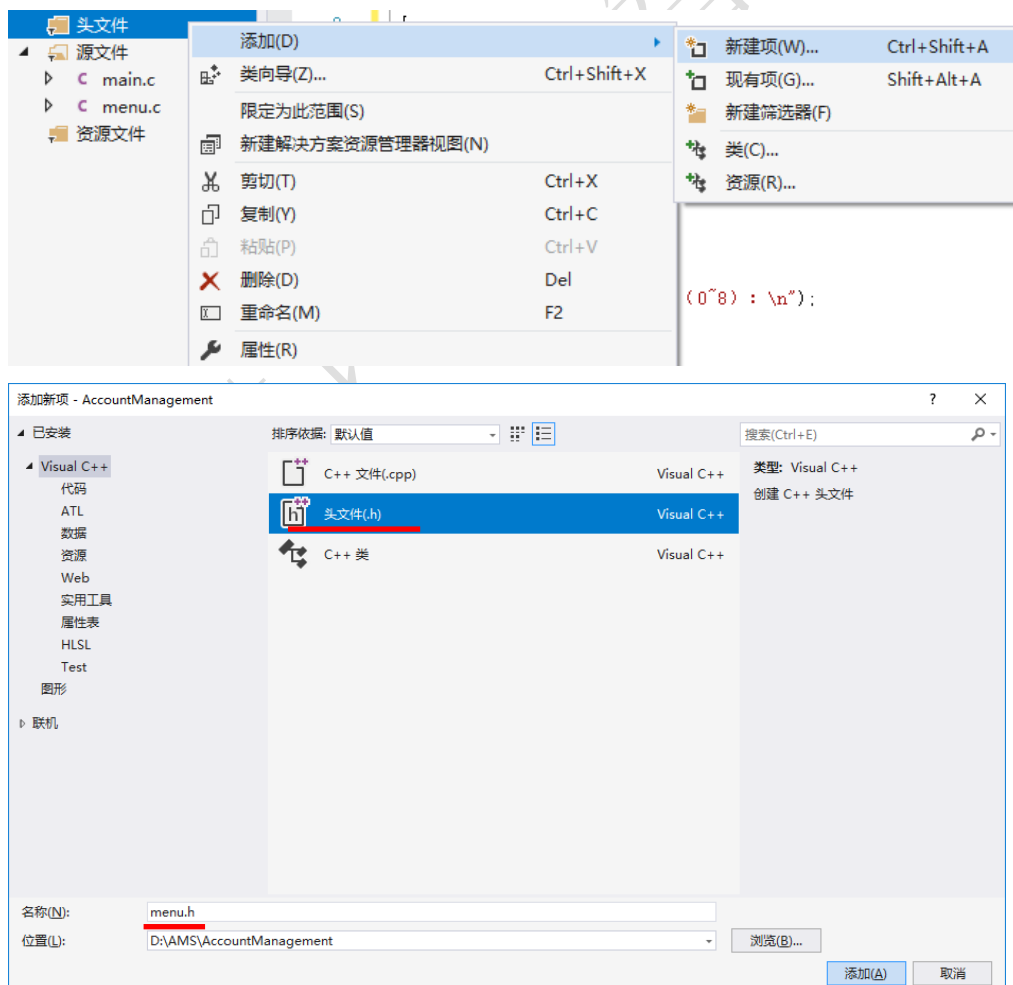 头文件
源文件
main.c
menu.c
资源文件
添加(D)
类向导(Z)... Ctrl+Shift+X
限定为此范围(S)
新建解决方案资源管理器视图(N)
剪切(T) Ctrl+X
复制(Y) Ctrl+C
粘贴(P) Ctrl+V
删除(D) Del
重命名(M) F2
属性(R)
新建项(W)... Ctrl+Shift+A
现有项(G)... Shift+Alt+A
新建筛选器(F)
类(C)...
资源(R)...
(0~8) : \n");
添加新项 - AccountManagement ? ×
已安装 排序依据: 默认值 搜索(Ctrl+E)
Visual C++
代码
ATL
数据
资源
Web
实用工具
属性表
HLSL
Test
图形
联机
C++ 文件(.cpp) Visual C++
头文件(.h) Visual C++
C++ 类 Visual C++
类型: Visual C++
创建 C++ 头文件
名称(N): menu.h
位置(L): D:\AMS\AccountManagement 浏览(B)...
添加(A) 取消